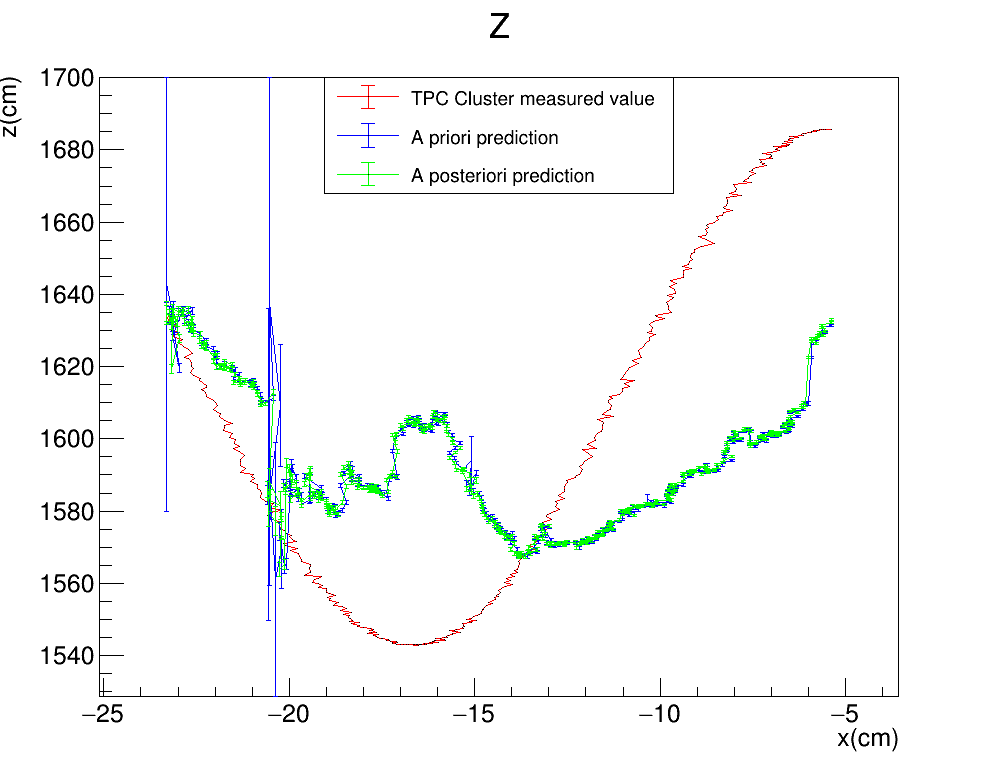 Z
z(cm)
1700
1680
1660
1640
1620
1600
1580
1560
1540
TPC Cluster measured value
A priori prediction
A posteriori prediction
−25 −20 −15 −10 −5
x(cm)